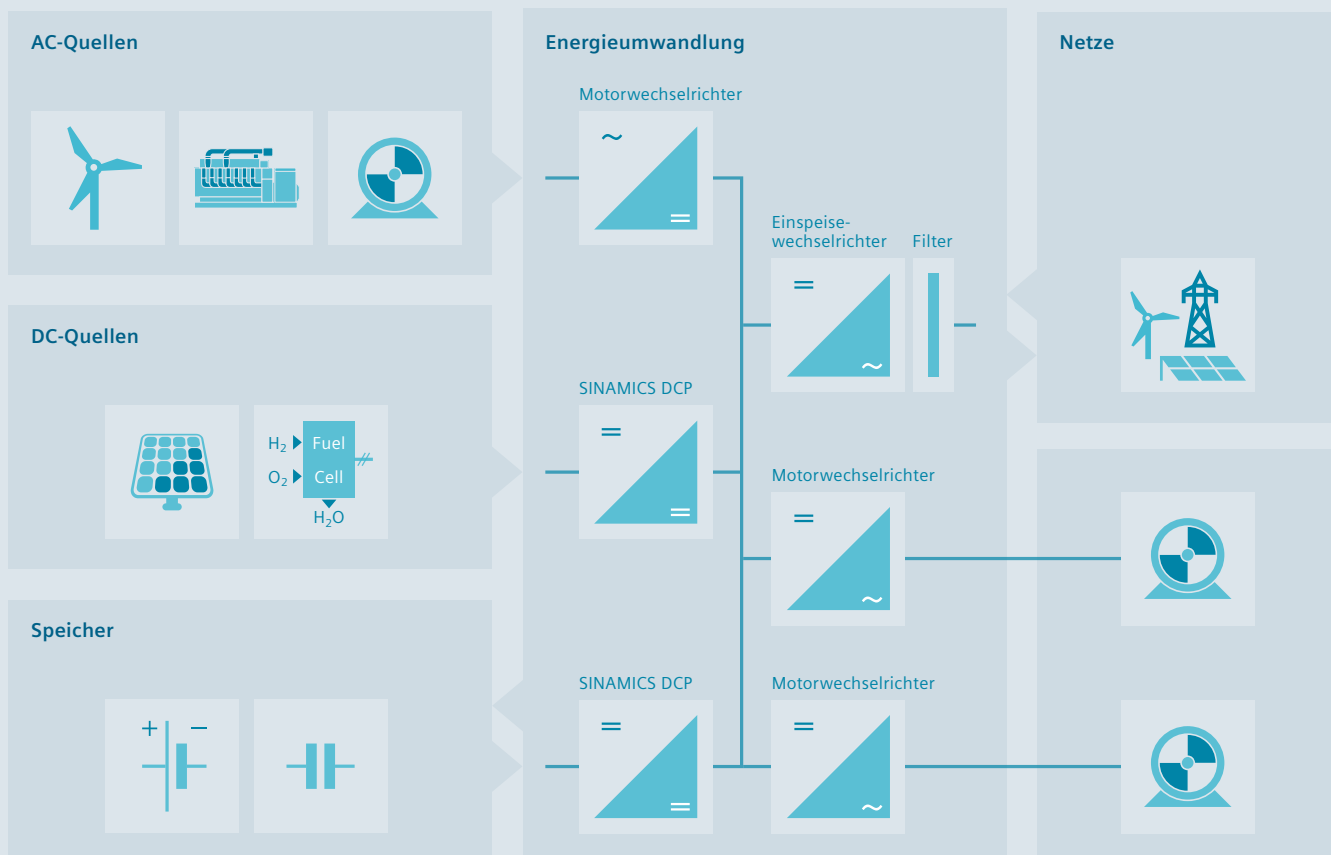 AC-Quellen
DC-Quellen
H₂
Fuel
O₂
Cell
H₂O
Speicher
+ −
Energieumwandlung
Motorwechselrichter
~
=
Einspeise-
wechselrichter
Filter
=
~
SINAMICS DCP
=
=
Motorwechselrichter
=
~
SINAMICS DCP
=
=
Motorwechselrichter
=
~
Netze